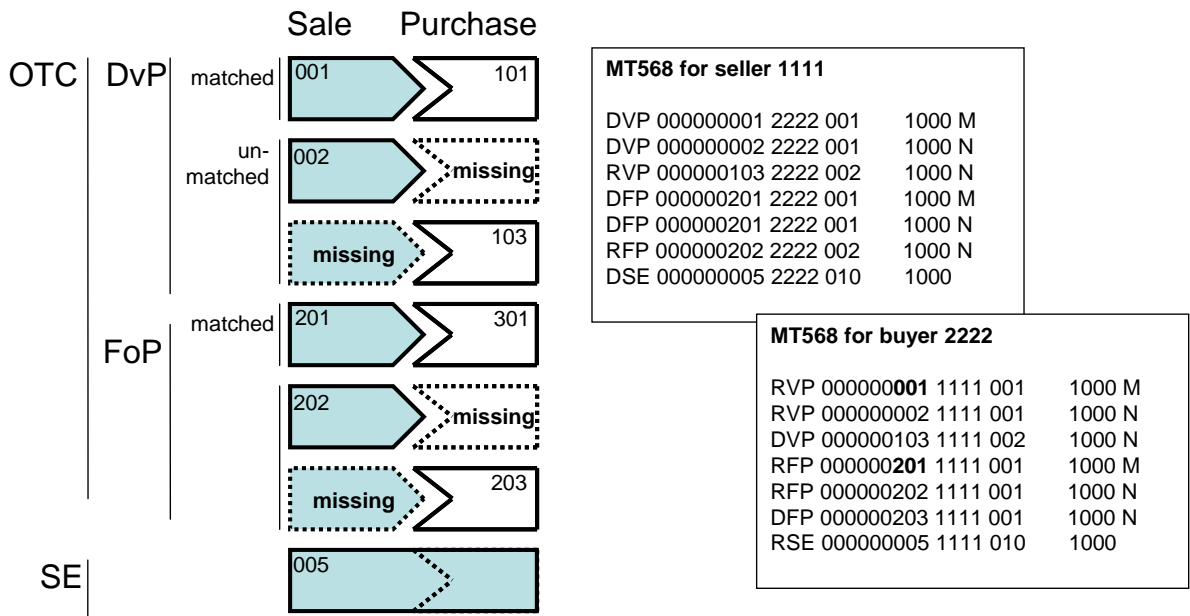 Sale Purchase
OTC DvP matched 001 101
un-
matched
002 missing
missing 103
FoP matched 201 301
202 missing
missing 203
SE 005
MT568 for seller 1111
DVP 000000001 2222 001 1000 M
DVP 000000002 2222 001 1000 N
RVP 000000103 2222 002 1000 N
DFP 000000201 2222 001 1000 M
DFP 000000201 2222 001 1000 N
RFP 000000202 2222 002 1000 N
DSE 000000005 2222 010 1000
MT568 for buyer 2222
RVP 000000001 1111 001 1000 M
RVP 000000002 1111 001 1000 N
DVP 000000103 1111 002 1000 N
RFP 000000201 1111 001 1000 M
RFP 000000202 1111 001 1000 N
DFP 000000203 1111 001 1000 N
RSE 000000005 1111 010 1000